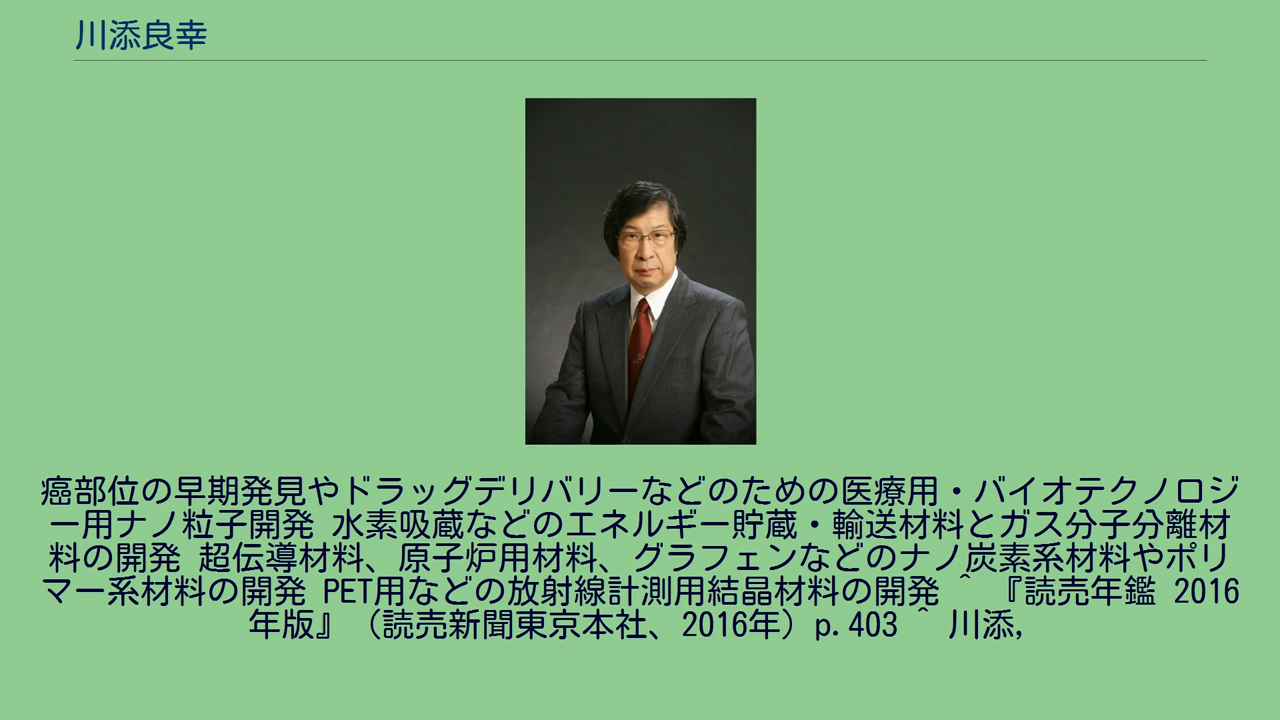 川添良幸
癌部位の早期発見やドラッグデリバリーなどのための医療用・バイオテクノロジ
ー用ナノ粒子開発 水素吸蔵などのエネルギー貯蔵・輸送材料とガス分子分離材
料の開発 超伝導材料、原子炉用材料、グラフェンなどのナノ炭素系材料やポリ
マー系材料の開発 PET用などの放射線計測用結晶材料の開発 ^ 『読売年鑑 2016
年版』（読売新聞東京本社、2016年）p.403 ^ 川添,